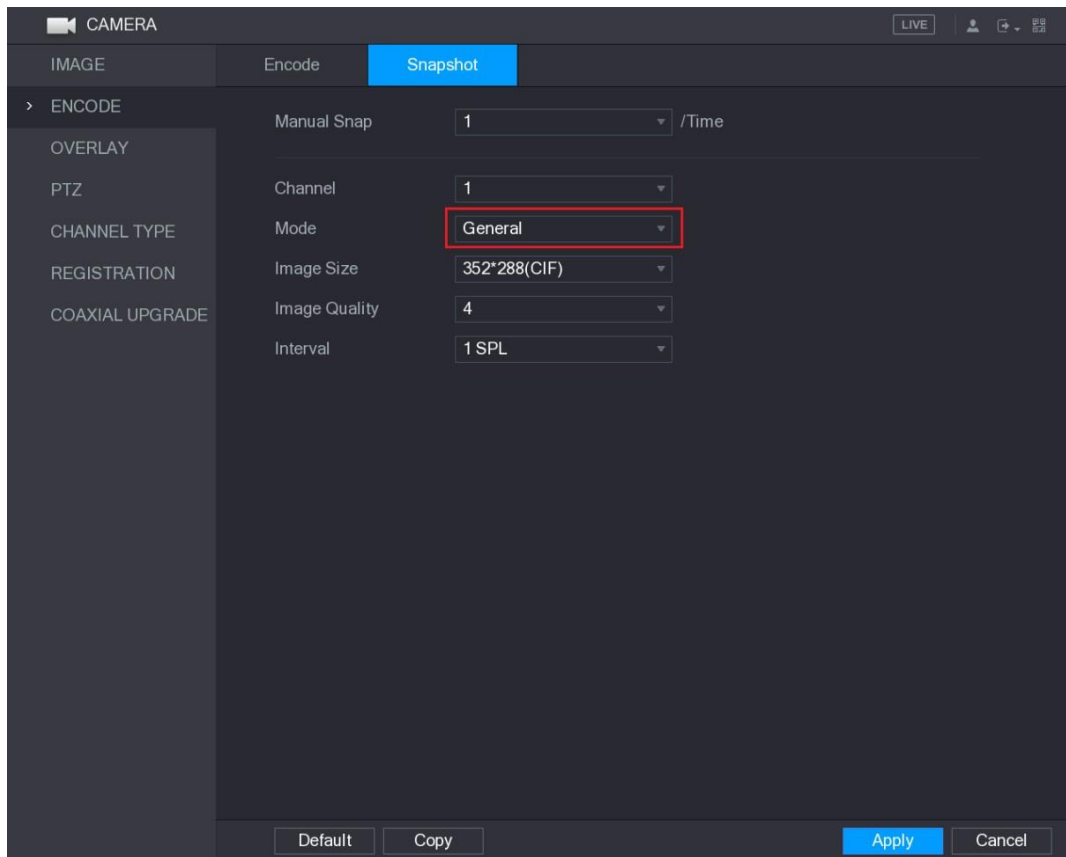 CAMERA LIVE
IMAGE
ENCODE
OVERLAY
PTZ
CHANNEL TYPE
REGISTRATION
COAXIAL UPGRADE
Encode Snapshot
Manual Snap 1 /Time
Channel 1
Mode General
Image Size 352*288(CIF)
Image Quality 4
Interval 1 SPL
Default Copy Apply Cancel